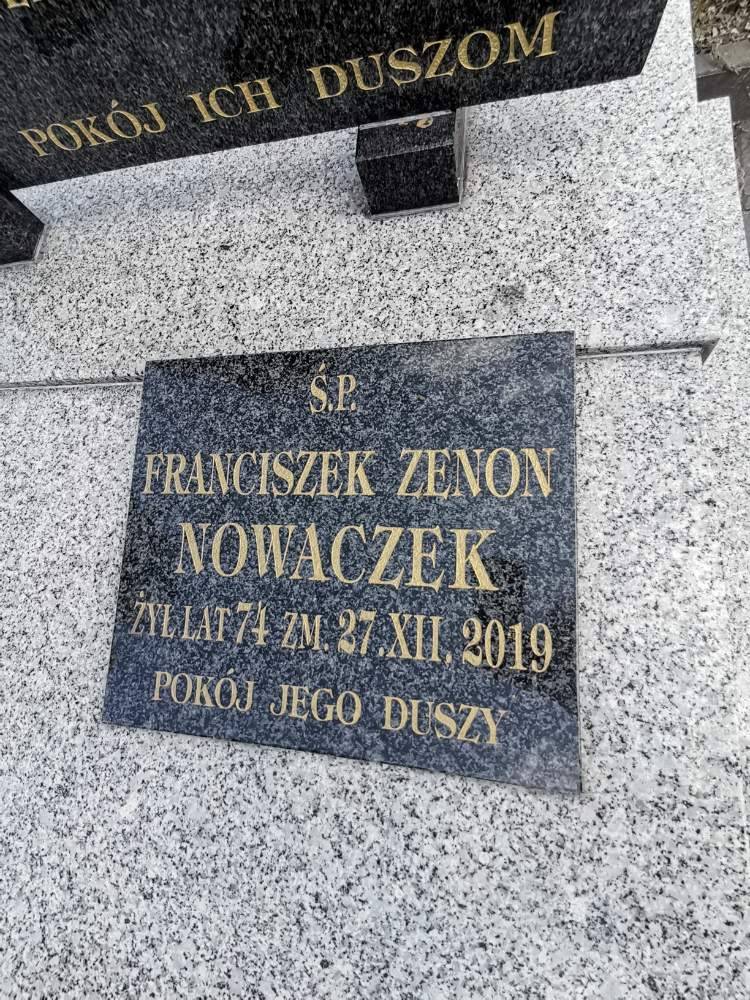 POKÓJ ICH DUSZOM
Ś.P.
FRANCISZEK ZENON
NOWACZEK
ŻYŁ LAT 74 ZM. 27.XII.2019
POKÓJ JEGO DUSZY